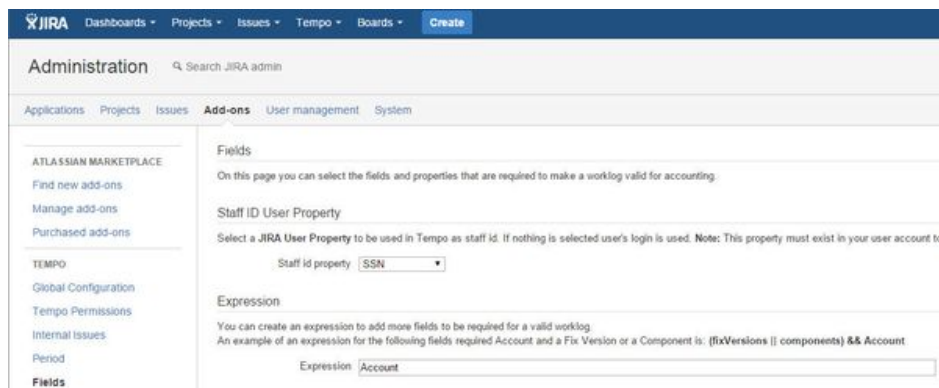 JIRA Dashboards Projects Issues Tempo Boards Create
Administration Search JIRA admin
Applications Projects Issues Add-ons User management System
ATLASSIAN MARKETPLACE
Find new add-ons
Manage add-ons
Purchased add-ons
TEMPO
Global Configuration
Tempo Permissions
Internal Issues
Period
Fields
Fields
On this page you can select the fields and properties that are required to make a worklog valid for accounting.
Staff ID User Property
Select a JIRA User Property to be used in Tempo as staff id. If nothing is selected user's login is used. Note: This property must exist in your user account to
Staff id property SSN
Expression
You can create an expression to add more fields to be required for a valid worklog.
An example of an expression for the following fields required Account and a Fix Version or a Component is: (fixVersions || components) && Account
Expression Account